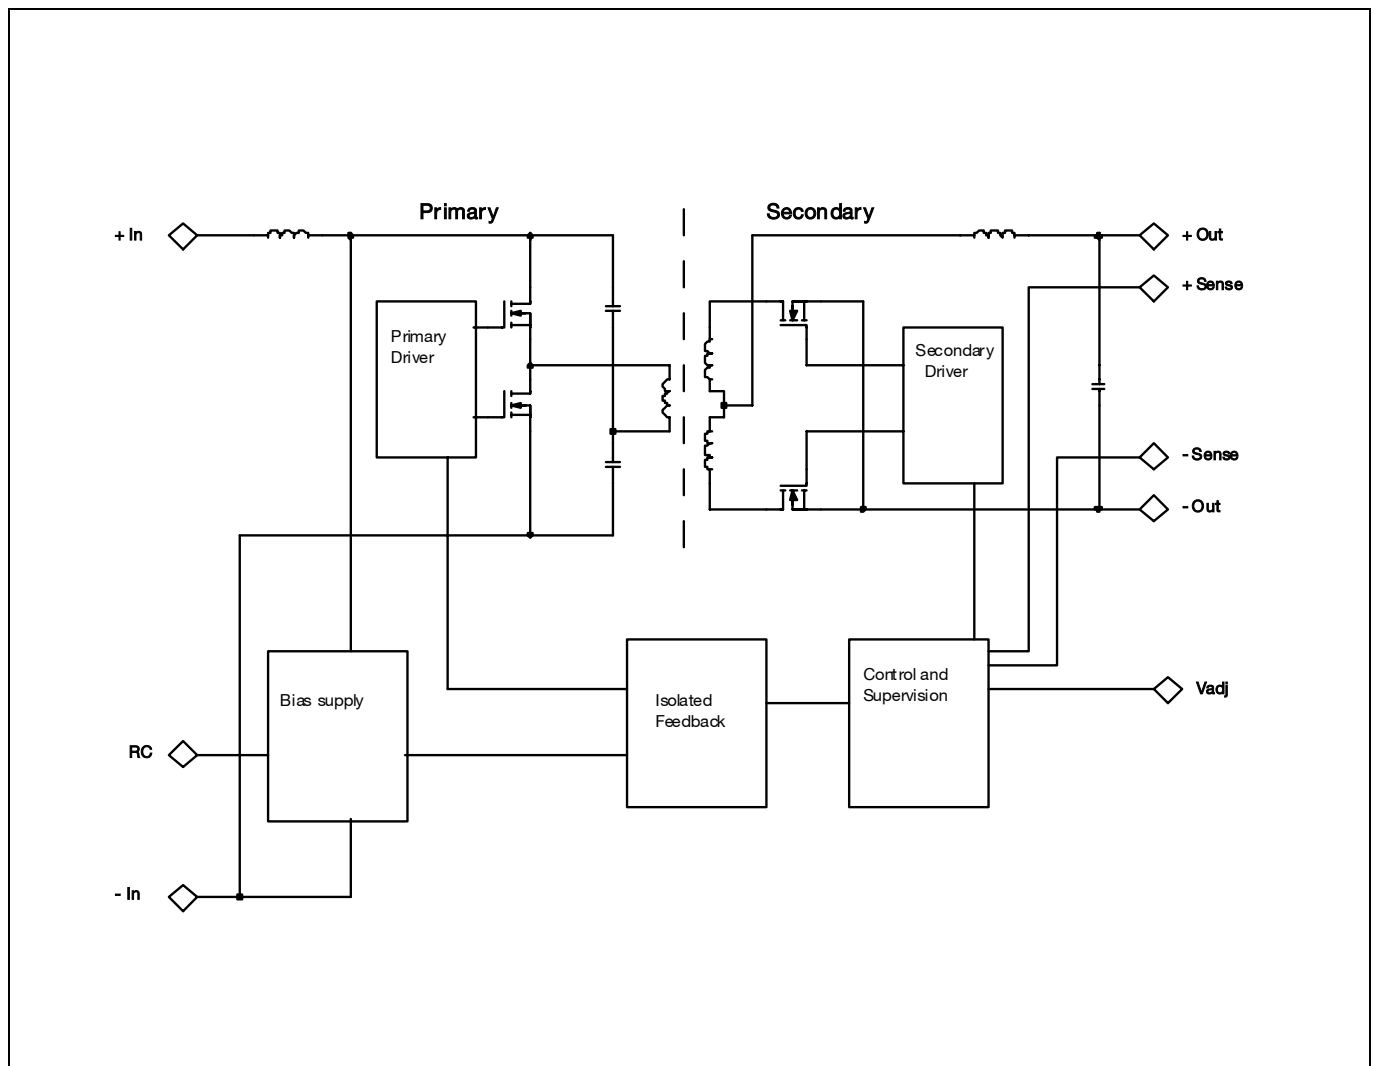 Primary
Secondary
+ In
+ Out
+ Sense
Primary
Driver
Secondary
Driver
- Sense
- Out
Control and
Supervision
Bias supply
Isolated
Feedback
Vadj
RC
- In